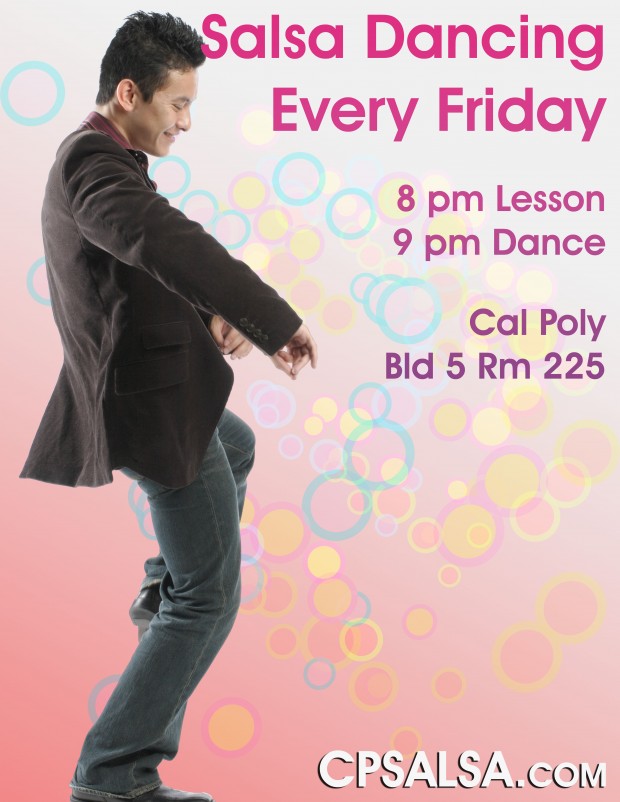 Salsa Dancing
Every Friday
8 pm Lesson
9 pm Dance
Cal Poly
Bld 5 Rm 225
CPSALSA.COM